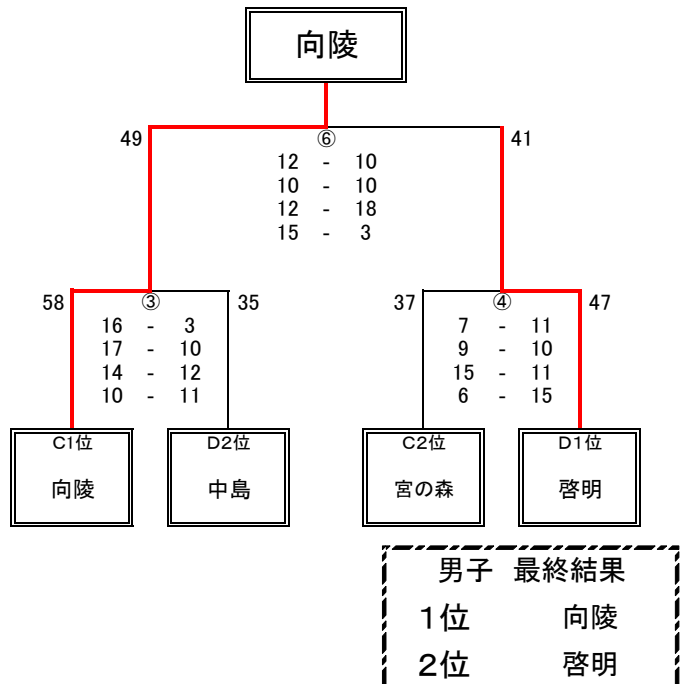 向陵
49 ⑥ 41
12 - 10
10 - 10
12 - 18
15 - 3
58 ③ 35
16 - 3
17 - 10
14 - 12
10 - 11
37 ④ 47
7 - 11
9 - 10
15 - 11
6 - 15
C1位
向陵
D2位
中島
C2位
宮の森
D1位
啓明
男子 最終結果
1位 向陵
2位 啓明